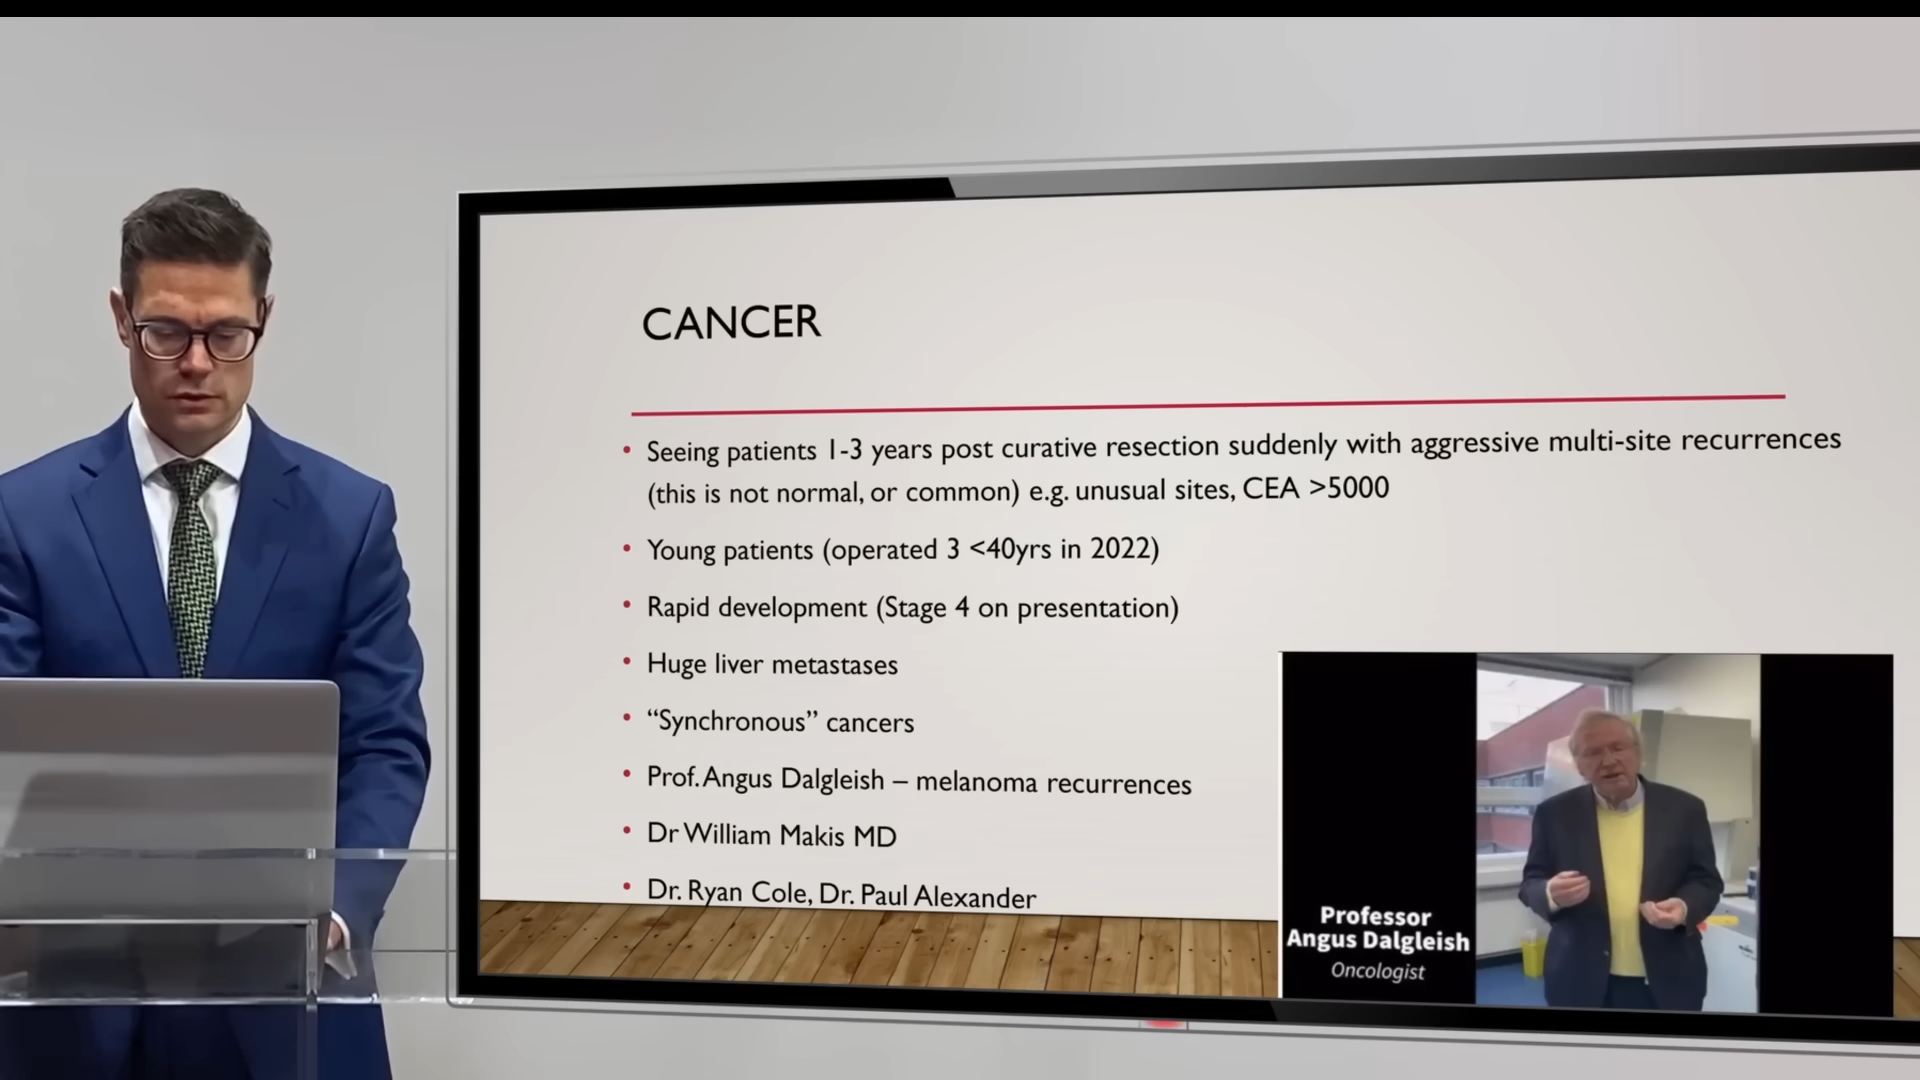 CANCER
• Seeing patients 1-3 years post curative resection suddenly with aggressive multi-site recurrences
(this is not normal, or common) e.g. unusual sites, CEA >5000
• Young patients (operated 3 <40yrs in 2022)
• Rapid development (Stage 4 on presentation)
• Huge liver metastases
• “Synchronous” cancers
• Prof. Angus Dalgleish – melanoma recurrences
• Dr William Makis MD
• Dr. Ryan Cole, Dr. Paul Alexander
Professor
Angus Dalgleish
Oncologist